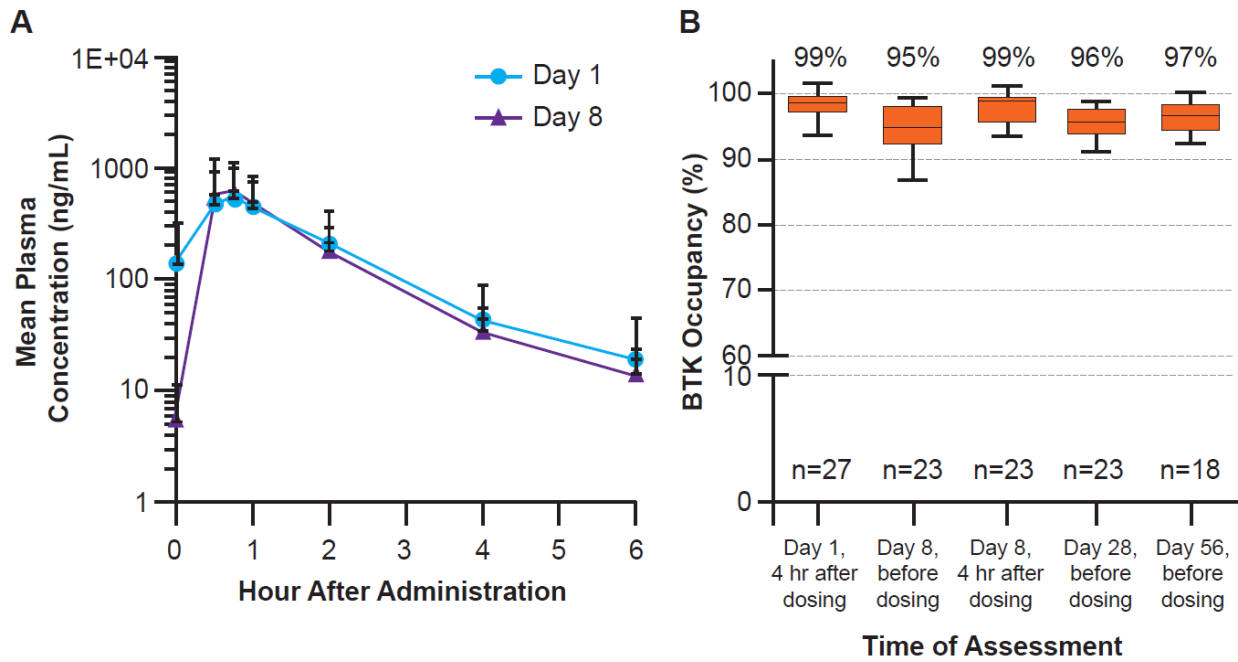 A
1E+04
1000
100
10
1
Mean Plasma
Concentration (ng/mL)
Day 1
Day 8
0 1 2 3 4 5 6
Hour After Administration
B
99% 95% 99% 96% 97%
100
90
80
70
60
10
0
BTK Occupancy (%)
n=27 n=23 n=23 n=23 n=18
Day 1, Day 8, Day 8, Day 28, Day 56,
4 hr after before 4 hr after before before
dosing dosing dosing dosing dosing
Time of Assessment